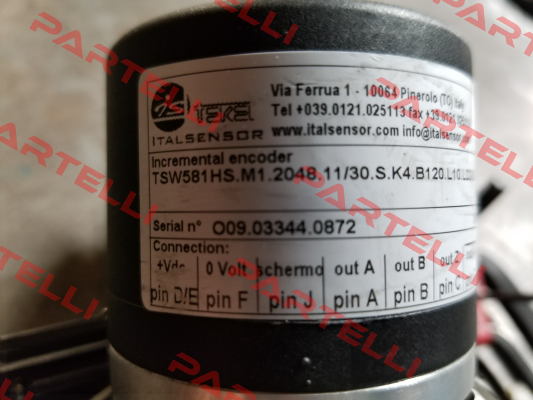 PARTELLI
Via Ferrua 1 - 10064 Pinerolo (TO) Italy
TEKEL
Tel +039.0121.025113 fax +39.0121
ITALSENSOR
www.italsensor.com info@italsensor
Incremental encoder
TSW581HS.M1.2048.11/30.S.K4.B120.L10
Serial n° O09.03344.0872
Connection:
+Vdc 0 Volt schermo out A out B out Z
pin D/E pin F pin J pin A pin B pin C